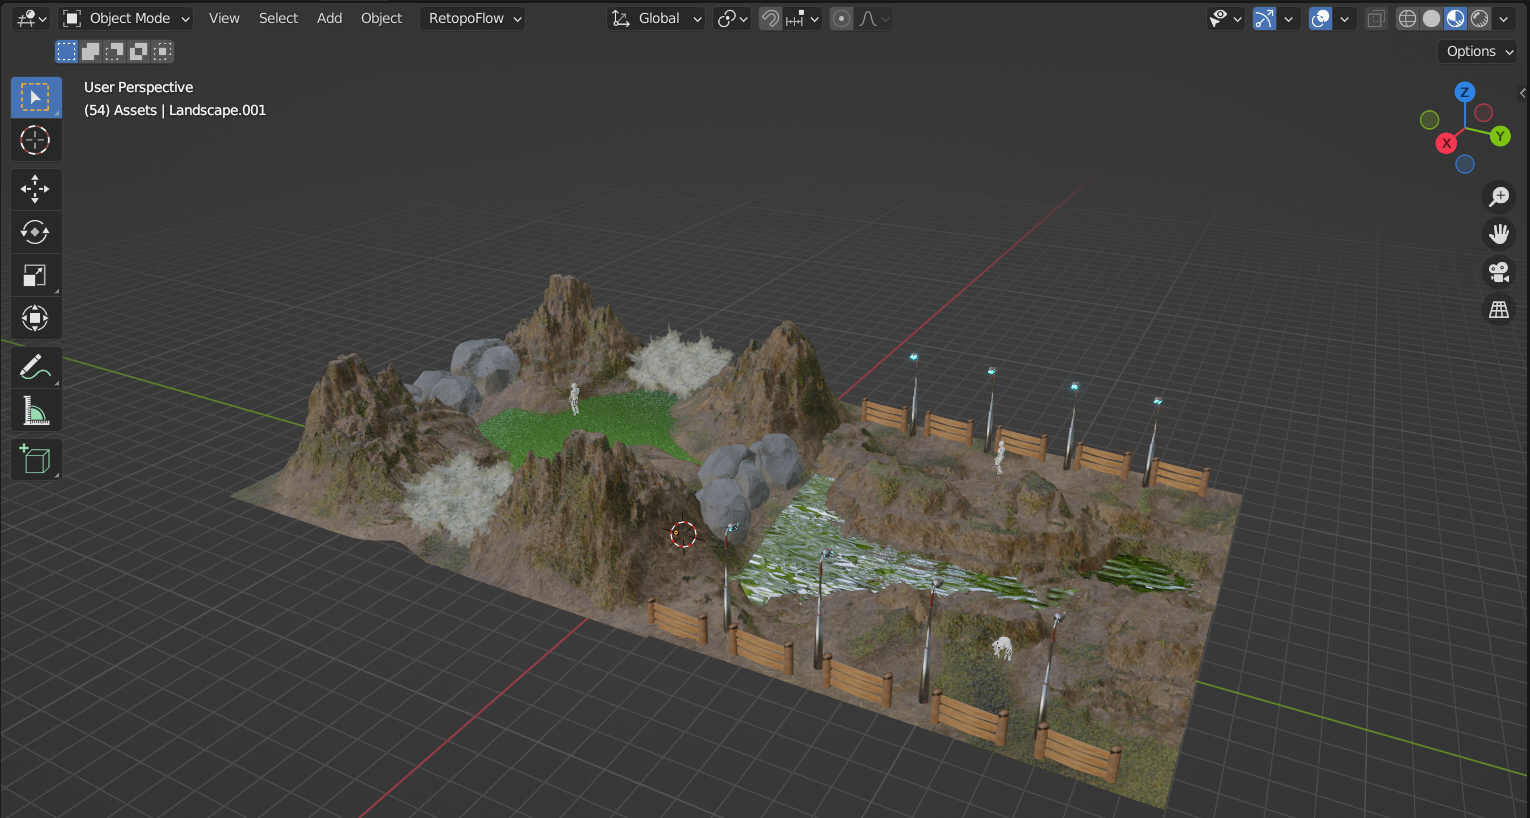 Object Mode View Select Add Object RetopoFlow Global
Options
User Perspective
(54) Assets | Landscape.001
Z
Y
X